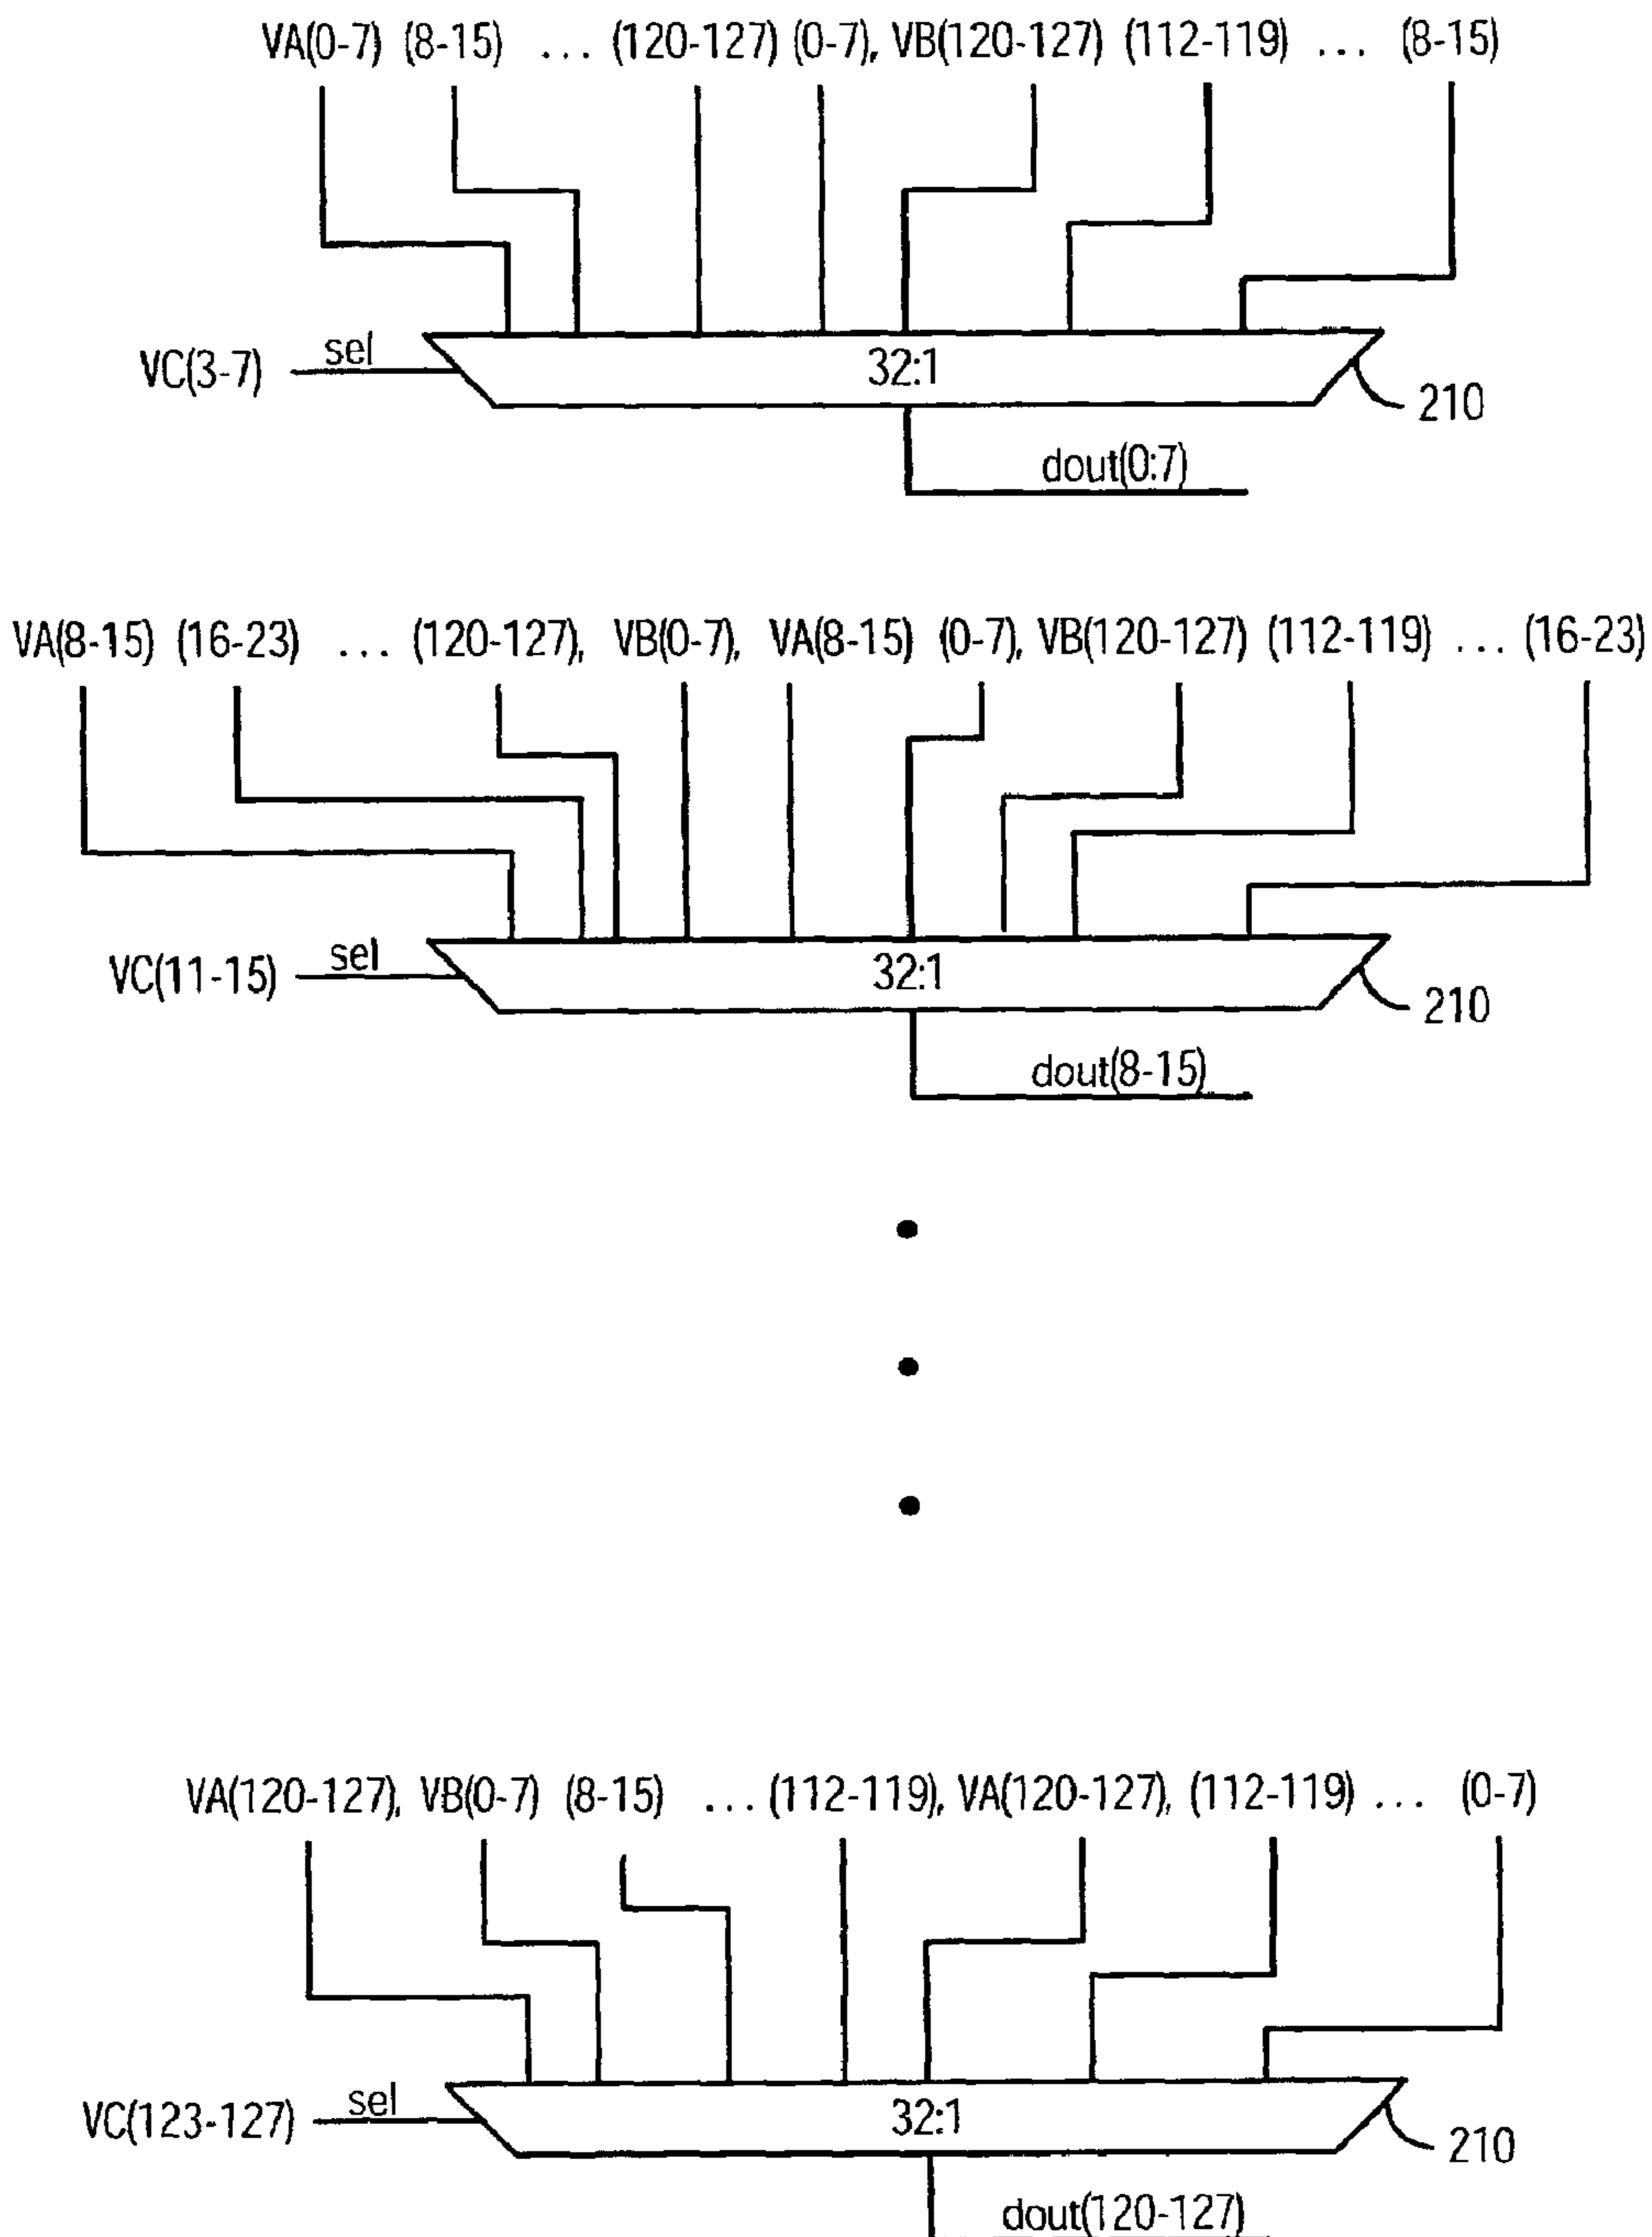 VA(0-7) (8-15) ... (120-127) (0-7), VB(120-127) (112-119) ... (8-15)
VC(3-7) sel 32:1 210
dout(0:7)
VA(8-15) (16-23) ... (120-127), VB(0-7), VA(8-15) (0-7), VB(120-127) (112-119) ... (16-23)
VC(11-15) sel 32:1 210
dout(8-15)
VA(120-127), VB(0-7) (8-15) ... (112-119), VA(120-127), (112-119) ... (0-7)
VC(123-127) sel 32:1 210
dout(120-127)